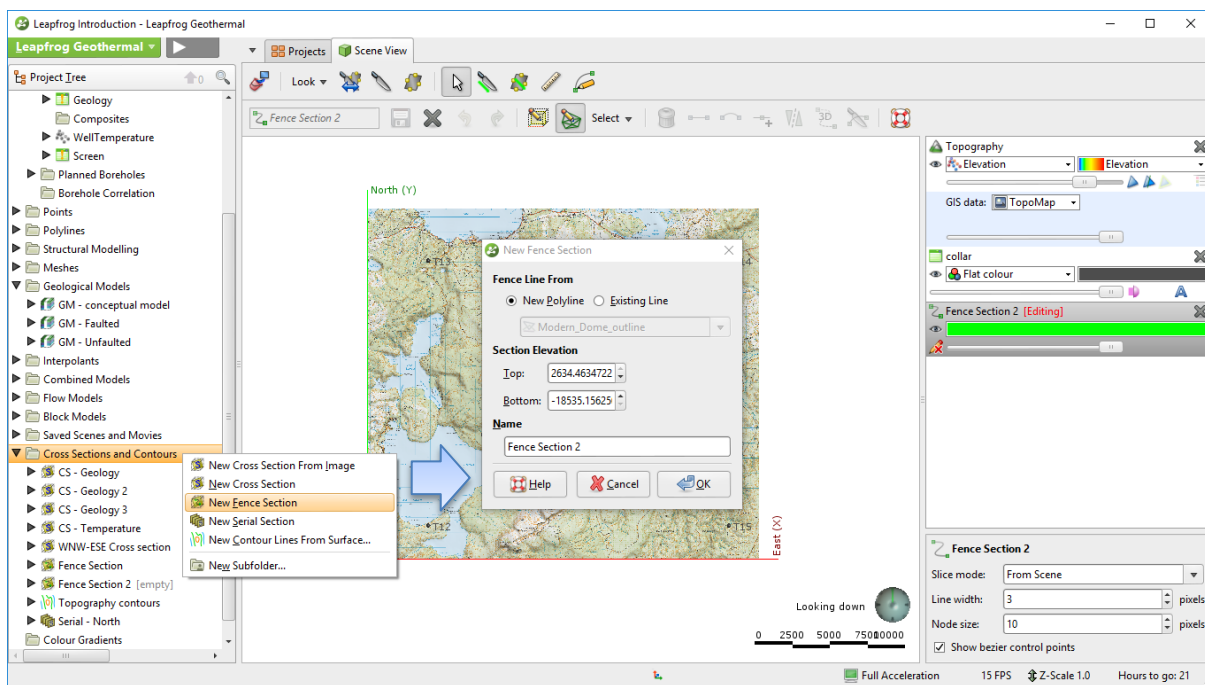 Leapfrog Introduction - Leapfrog Geothermal
Leapfrog Geothermal
Projects
Scene View
Project Tree
0
Look
Geology
Composites
WellTemperature
Screen
Planned Boreholes
Borehole Correlation
Points
Polylines
Structural Modelling
Meshes
Geological Models
GM - conceptual model
GM - Faulted
GM - Unfaulted
Interpolants
Combined Models
Flow Models
Block Models
Saved Scenes and Movies
Cross Sections and Contours
CS - Geology
CS - Geology 2
CS - Geology 3
CS - Temperature
WNW-ESE Cross section
Fence Section
Fence Section 2 [empty]
Topography contours
Serial - North
Colour Gradients
New Cross Section From Image
New Cross Section
New Fence Section
New Serial Section
New Contour Lines From Surface...
New Subfolder...
Fence Section 2
Select
3D
North (Y)
T13
14
T12
T15
East (X)
New Fence Section
Fence Line From
New Polyline
Existing Line
Modern_Dome_outline
Section Elevation
Top: 2634.4634722
Bottom: -18535.15625
Name
Fence Section 2
Help
Cancel
OK
Looking down
0 2500 5000 7500 10000
Topography
Elevation
Elevation
GIS data: TopoMap
collar
Flat colour
A
Fence Section 2 [Editing]
Fence Section 2
Slice mode: From Scene
Line width: 3 pixels
Node size: 10 pixels
Show bezier control points
Full Acceleration
15 FPS
Z-Scale 1.0
Hours to go: 21